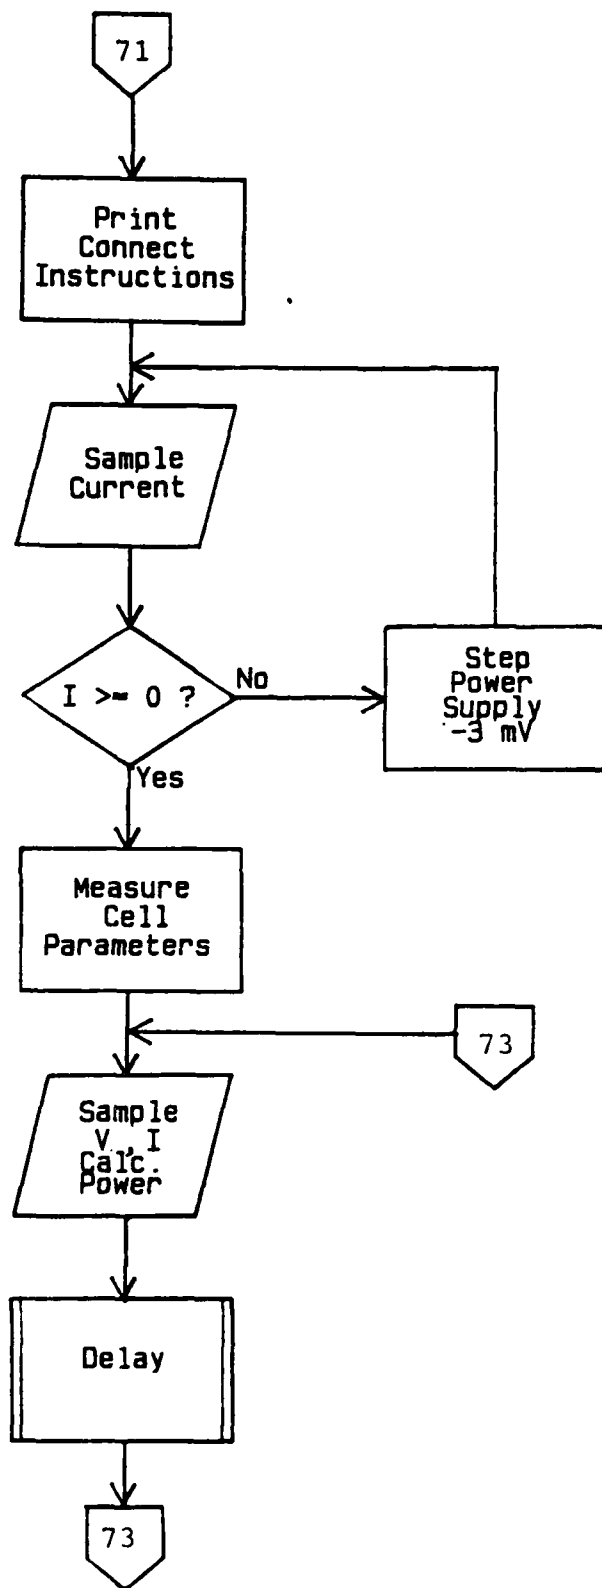 71
Print
Connect
Instructions
Sample
Current
I >= 0 ?
No
Step
Power
Supply
-3 mV
Yes
Measure
Cell
Parameters
73
Sample
V , I
Calc.
Power
Delay
73